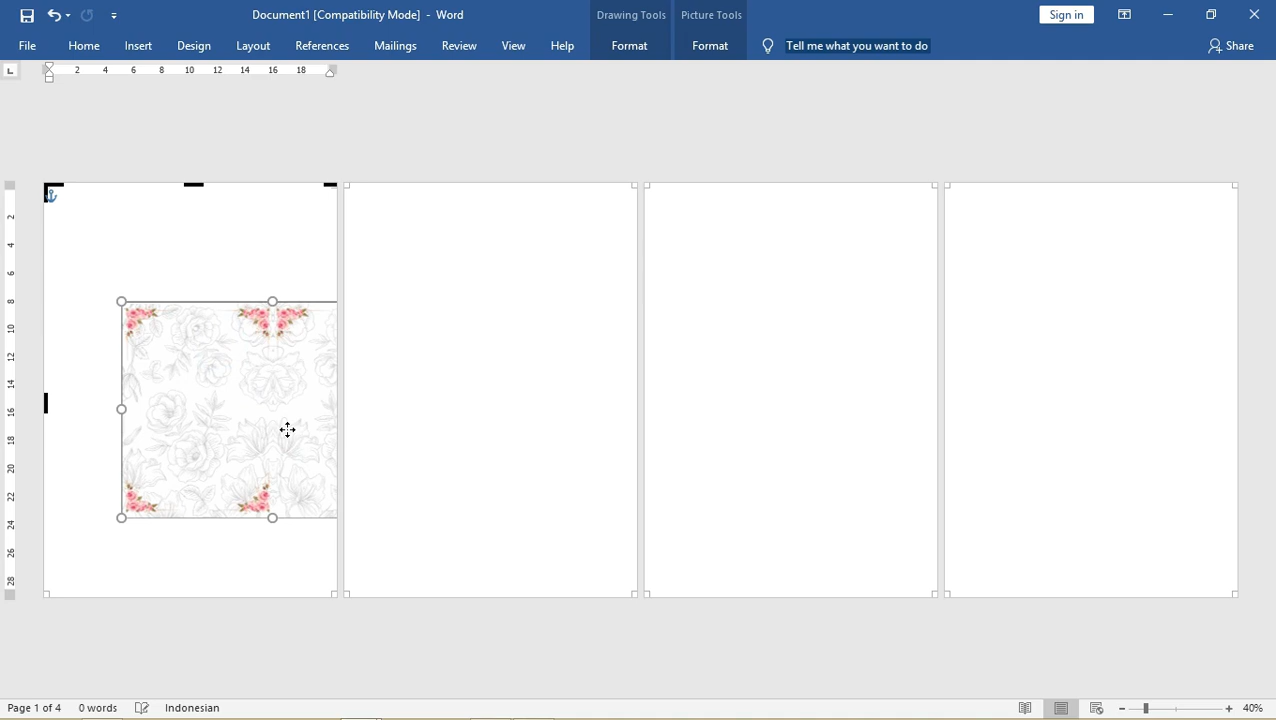 Document1 [Compatibility Mode] - Word
Drawing Tools
Picture Tools
Sign in
File
Home
Insert
Design
Layout
References
Mailings
Review
View
Help
Format
Format
Tell me what you want to do
Share
2 4 6 8 10 12 14 16 18
2
4
6
8
10
12
14
16
18
20
22
24
26
28
Page 1 of 4
0 words
Indonesian
40%